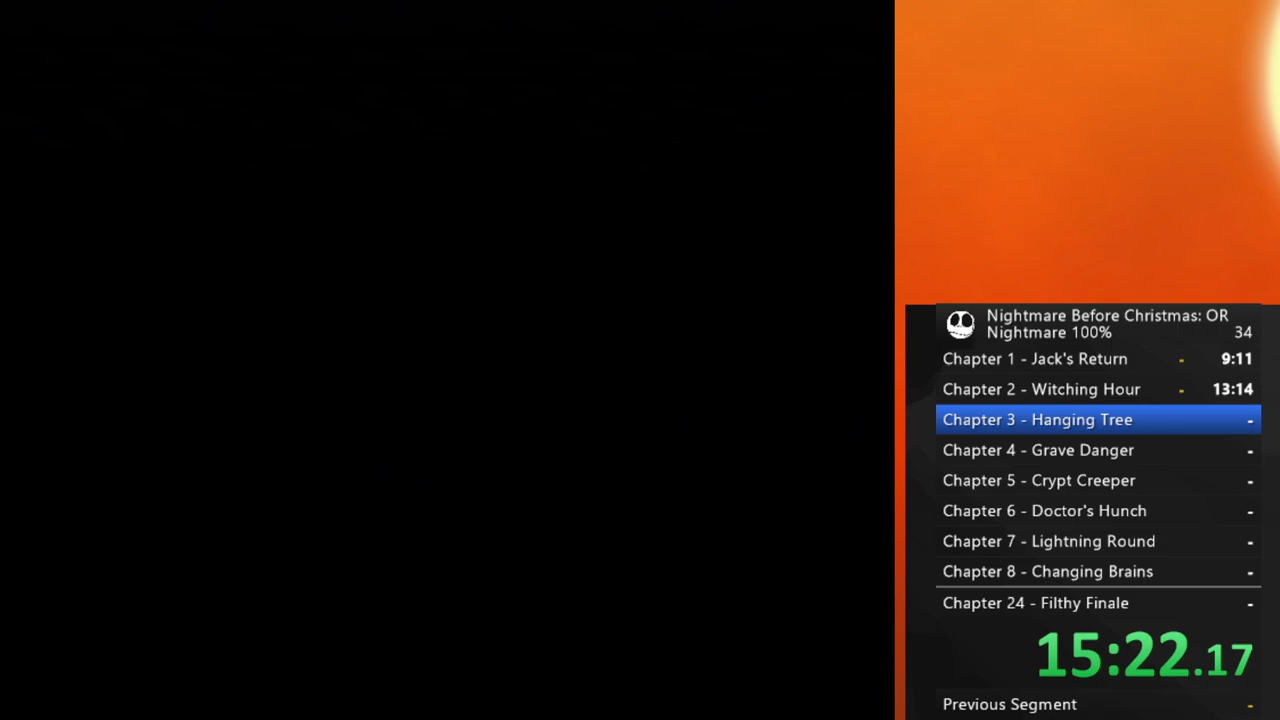 Nightmare Before Christmas: OR
Nightmare 100% 34
Chapter 1 - Jack's Return - 9:11
Chapter 2 - Witching Hour - 13:14
Chapter 3 - Hanging Tree -
Chapter 4 - Grave Danger -
Chapter 5 - Crypt Creeper -
Chapter 6 - Doctor's Hunch -
Chapter 7 - Lightning Round -
Chapter 8 - Changing Brains -
Chapter 24 - Filthy Finale -
15:22.17
Previous Segment -